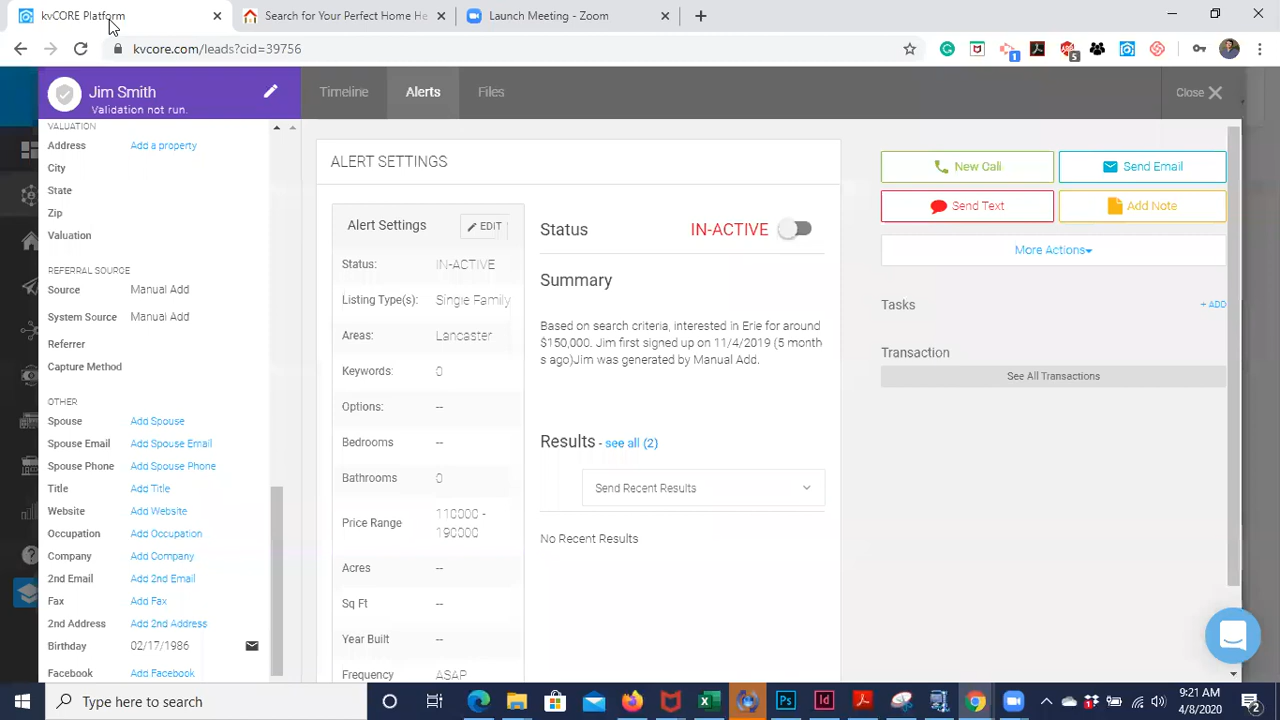 kvCORE Platform
Search for Your Perfect Home He
Launch Meeting - Zoom
kvcore.com/leads?cid=39756
1
5
Jim Smith
Validation not run.
Timeline
Alerts
Files
Close
VALUATION
Address Add a property
City
State
Zip
Valuation
REFERRAL SOURCE
Source Manual Add
System Source Manual Add
Referrer
Capture Method
OTHER
Spouse Add Spouse
Spouse Email Add Spouse Email
Spouse Phone Add Spouse Phone
Title Add Title
Website Add Website
Occupation Add Occupation
Company Add Company
2nd Email Add 2nd Email
Fax Add Fax
2nd Address Add 2nd Address
Birthday 02/17/1986
Facebook Add Facebook
ALERT SETTINGS
Alert Settings EDIT
Status: IN-ACTIVE
Listing Type(s): Single Family
Areas: Lancaster
Keywords: 0
Options: --
Bedrooms --
Bathrooms 0
Price Range 110000 -
190000
Acres --
Sq Ft --
Year Built --
Frequency ASAP
Status IN-ACTIVE
Summary
Based on search criteria, interested in Erie for around
$150,000. Jim first signed up on 11/4/2019 (5 month
s ago)Jim was generated by Manual Add.
Results - see all (2)
Send Recent Results
No Recent Results
New Call
Send Email
Send Text
Add Note
More Actions
Tasks + ADD
Transaction
See All Transactions
Type here to search
9:21 AM
4/8/2020
2